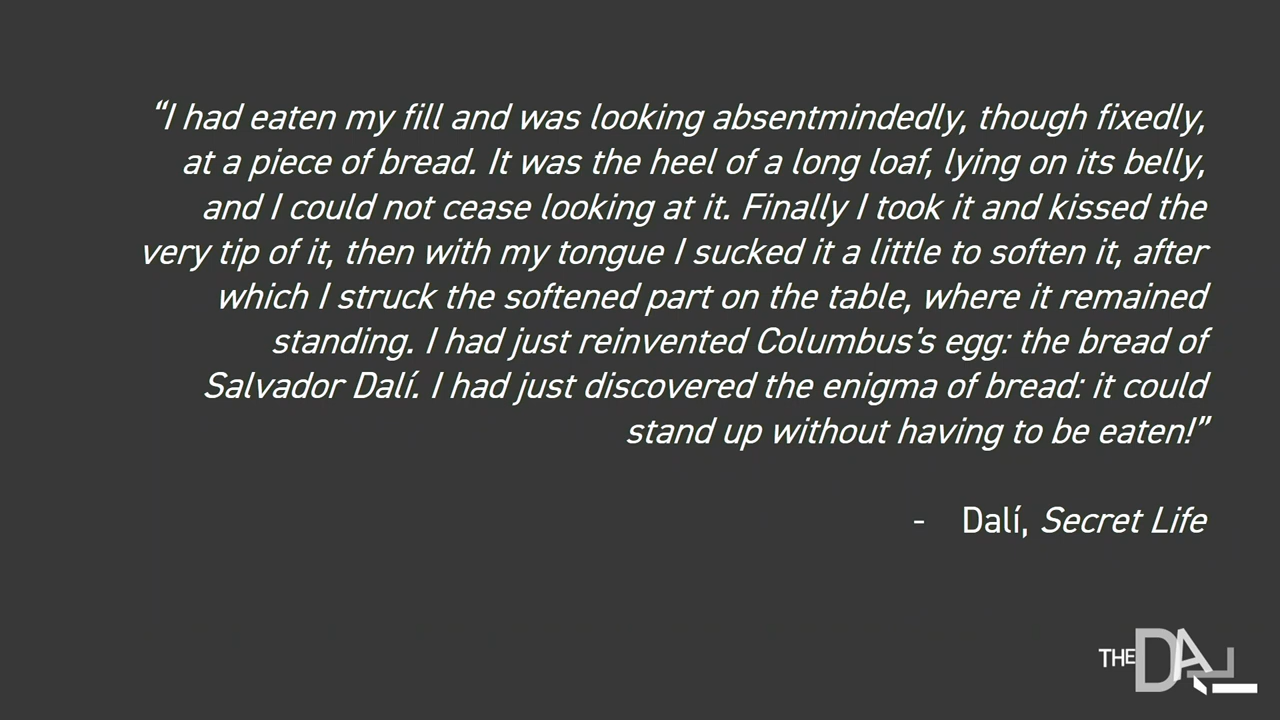 “I had eaten my fill and was looking absentmindedly, though fixedly,
at a piece of bread. It was the heel of a long loaf, lying on its belly,
and I could not cease looking at it. Finally I took it and kissed the
very tip of it, then with my tongue I sucked it a little to soften it, after
which I struck the softened part on the table, where it remained
standing. I had just reinvented Columbus's egg: the bread of
Salvador Dalí. I had just discovered the enigma of bread: it could
stand up without having to be eaten!”
- Dalí, Secret Life
THE DALÍ